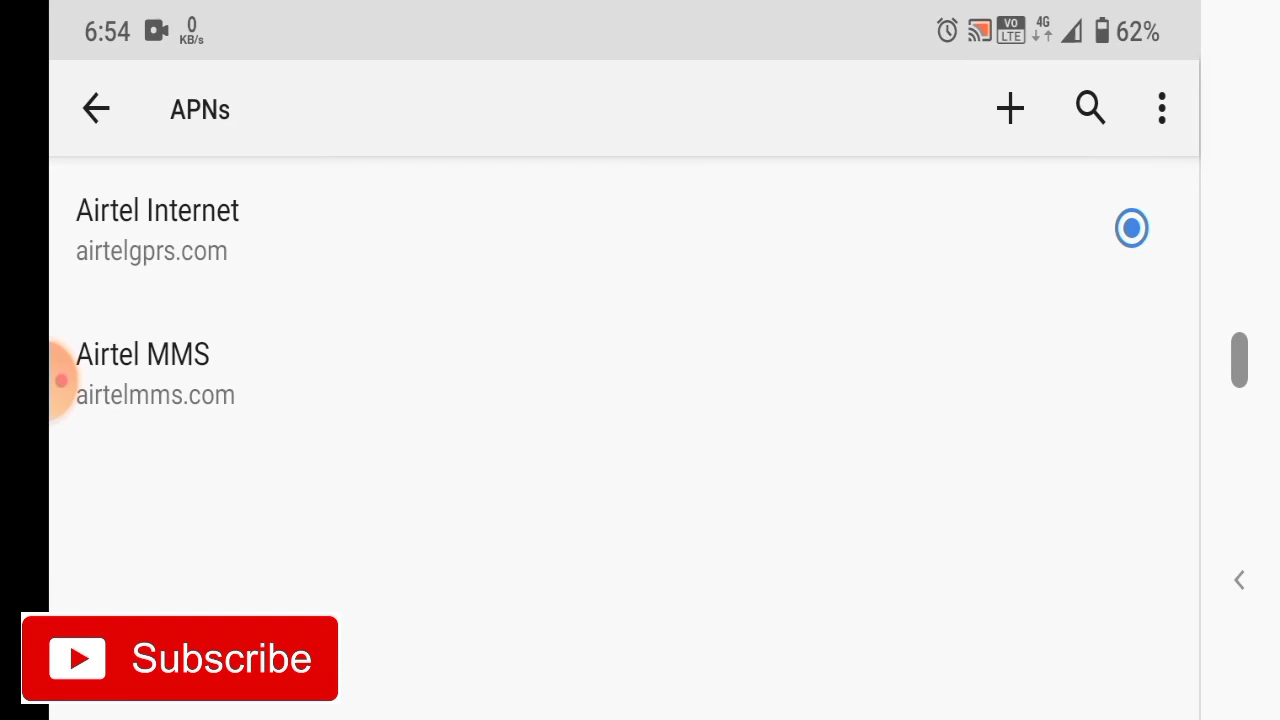 6:54 0 KB/s VO LTE 4G 62%
APNs
Airtel Internet
airtelgprs.com
Airtel MMS
airtelmms.com
Subscribe